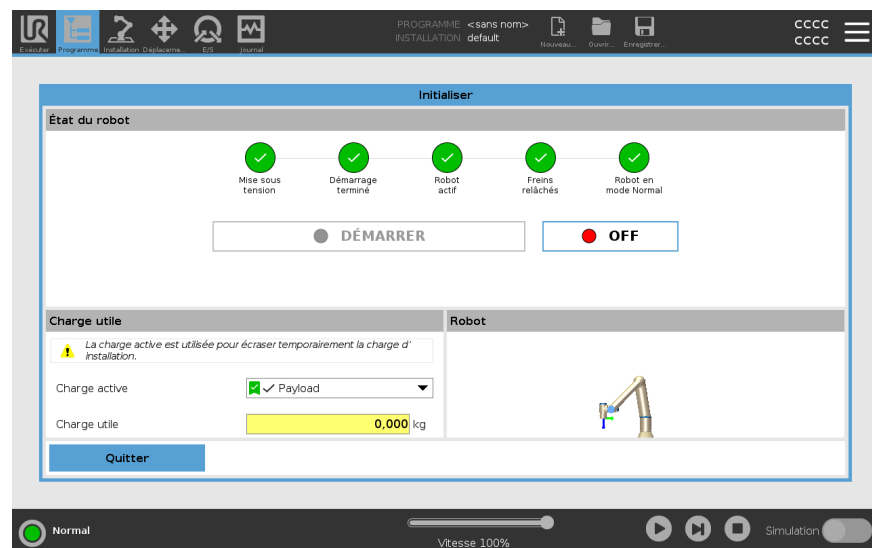 UR
PROGRAMME <sans nom>
INSTALLATION default
Exécuter Programme Installation Déplaceme... E/S Journal
Nouveau... Ouvrir... Enregistrer...
CCCC
CCCC
Initialiser
État du robot
Mise sous tension
Démarrage terminé
Robot actif
Freins relâchés
Robot en mode Normal
DÉMARRER
OFF
Charge utile
Robot
La charge active est utilisée pour écraser temporairement la charge d'
installation.
Charge active
Payload
Charge utile
0,000 kg
Quitter
Normal
Vitesse 100%
Simulation